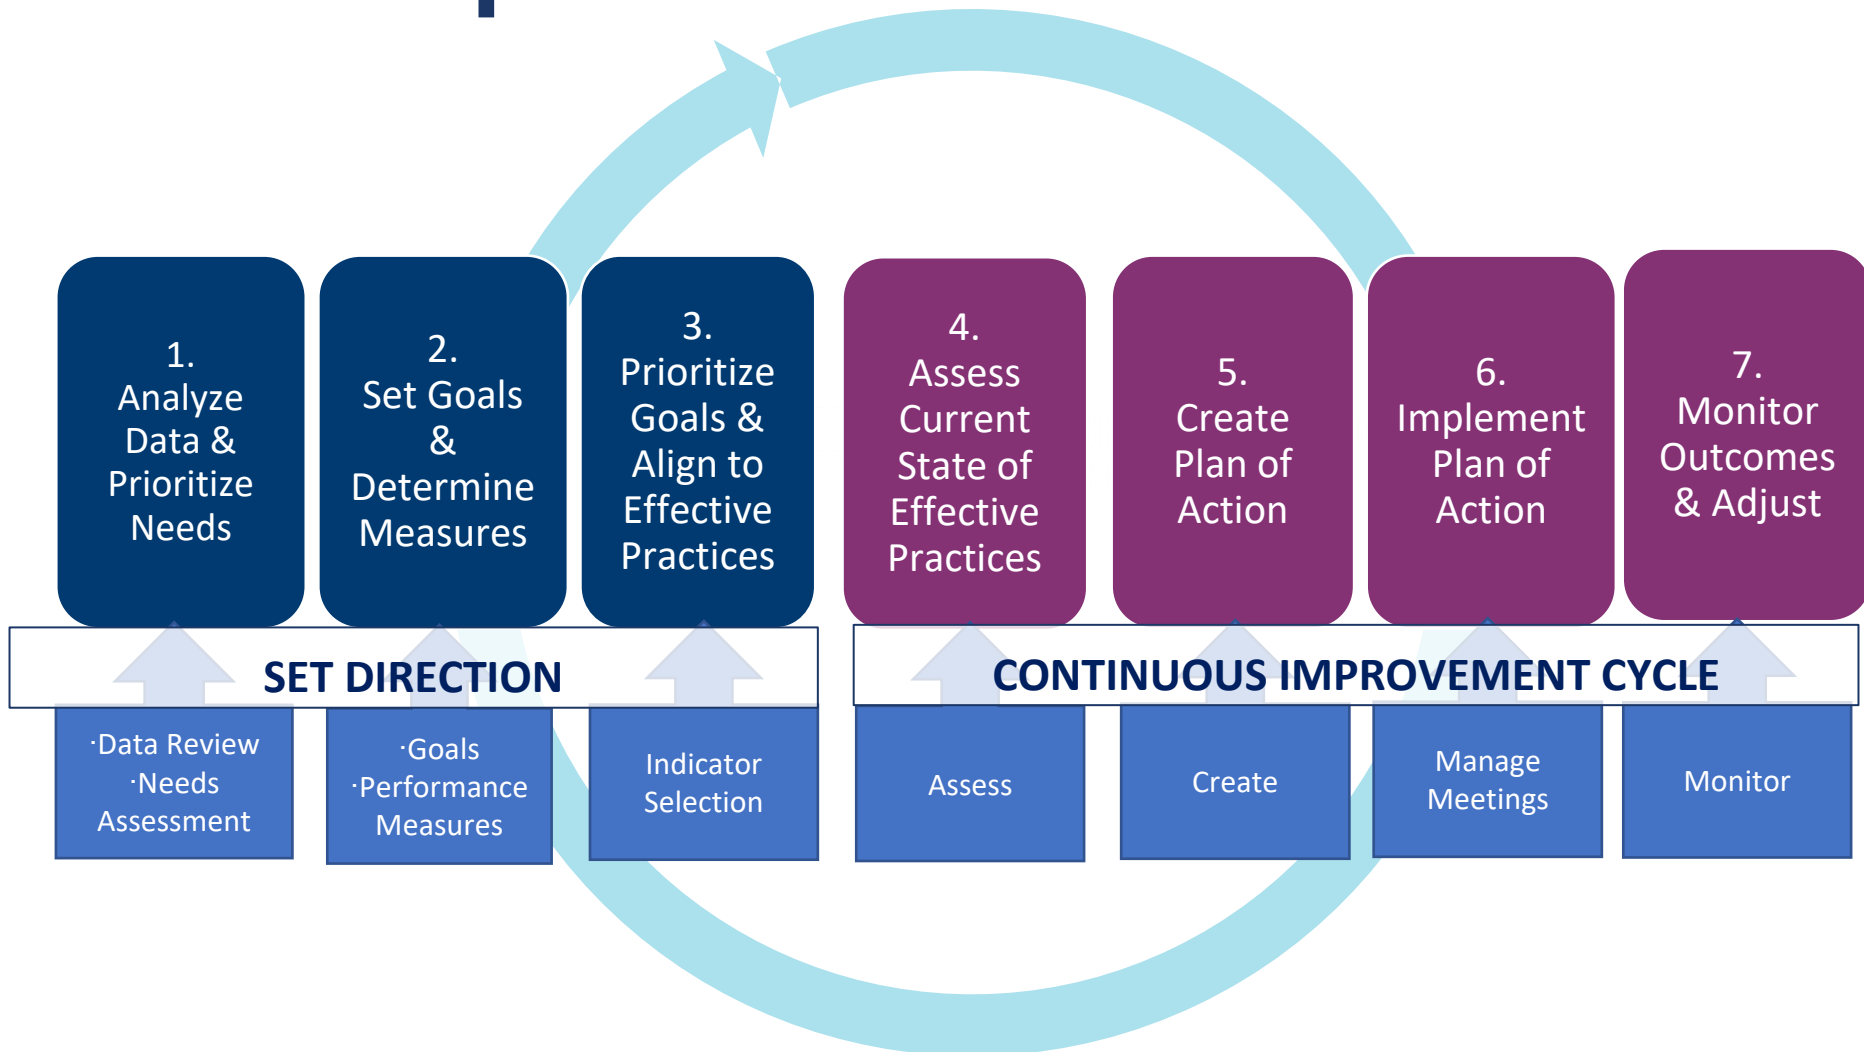 1.
Analyze
Data &
Prioritize
Needs
2.
Set Goals
&
Determine
Measures
3.
Prioritize
Goals &
Align to
Effective
Practices
4.
Assess
Current
State of
Effective
Practices
5.
Create
Plan of
Action
6.
Implement
Plan of
Action
7.
Monitor
Outcomes
& Adjust
SET DIRECTION
CONTINUOUS IMPROVEMENT CYCLE
·Data Review
·Needs
Assessment
·Goals
·Performance
Measures
Indicator
Selection
Assess
Create
Manage
Meetings
Monitor